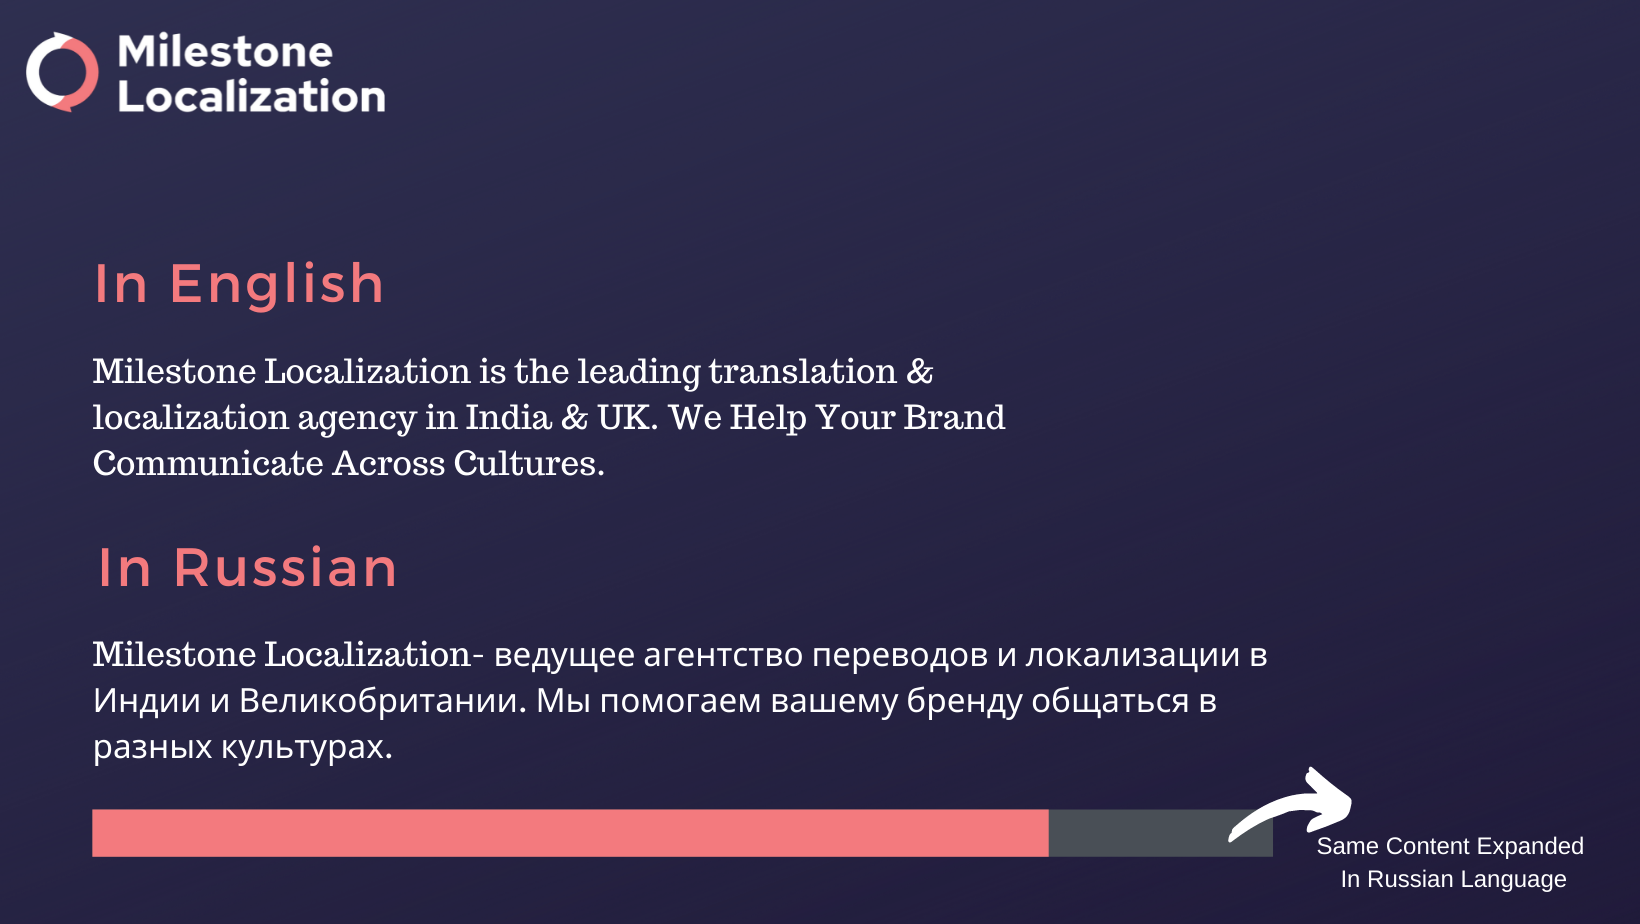 Milestone
Localization
In English
Milestone Localization is the leading translation &
localization agency in India & UK. We Help Your Brand
Communicate Across Cultures.
In Russian
Milestone Localization- ведущее агентство переводов и локализации в
Индии и Великобритании. Мы помогаем вашему бренду общаться в
разных культурах.
Same Content Expanded
In Russian Language